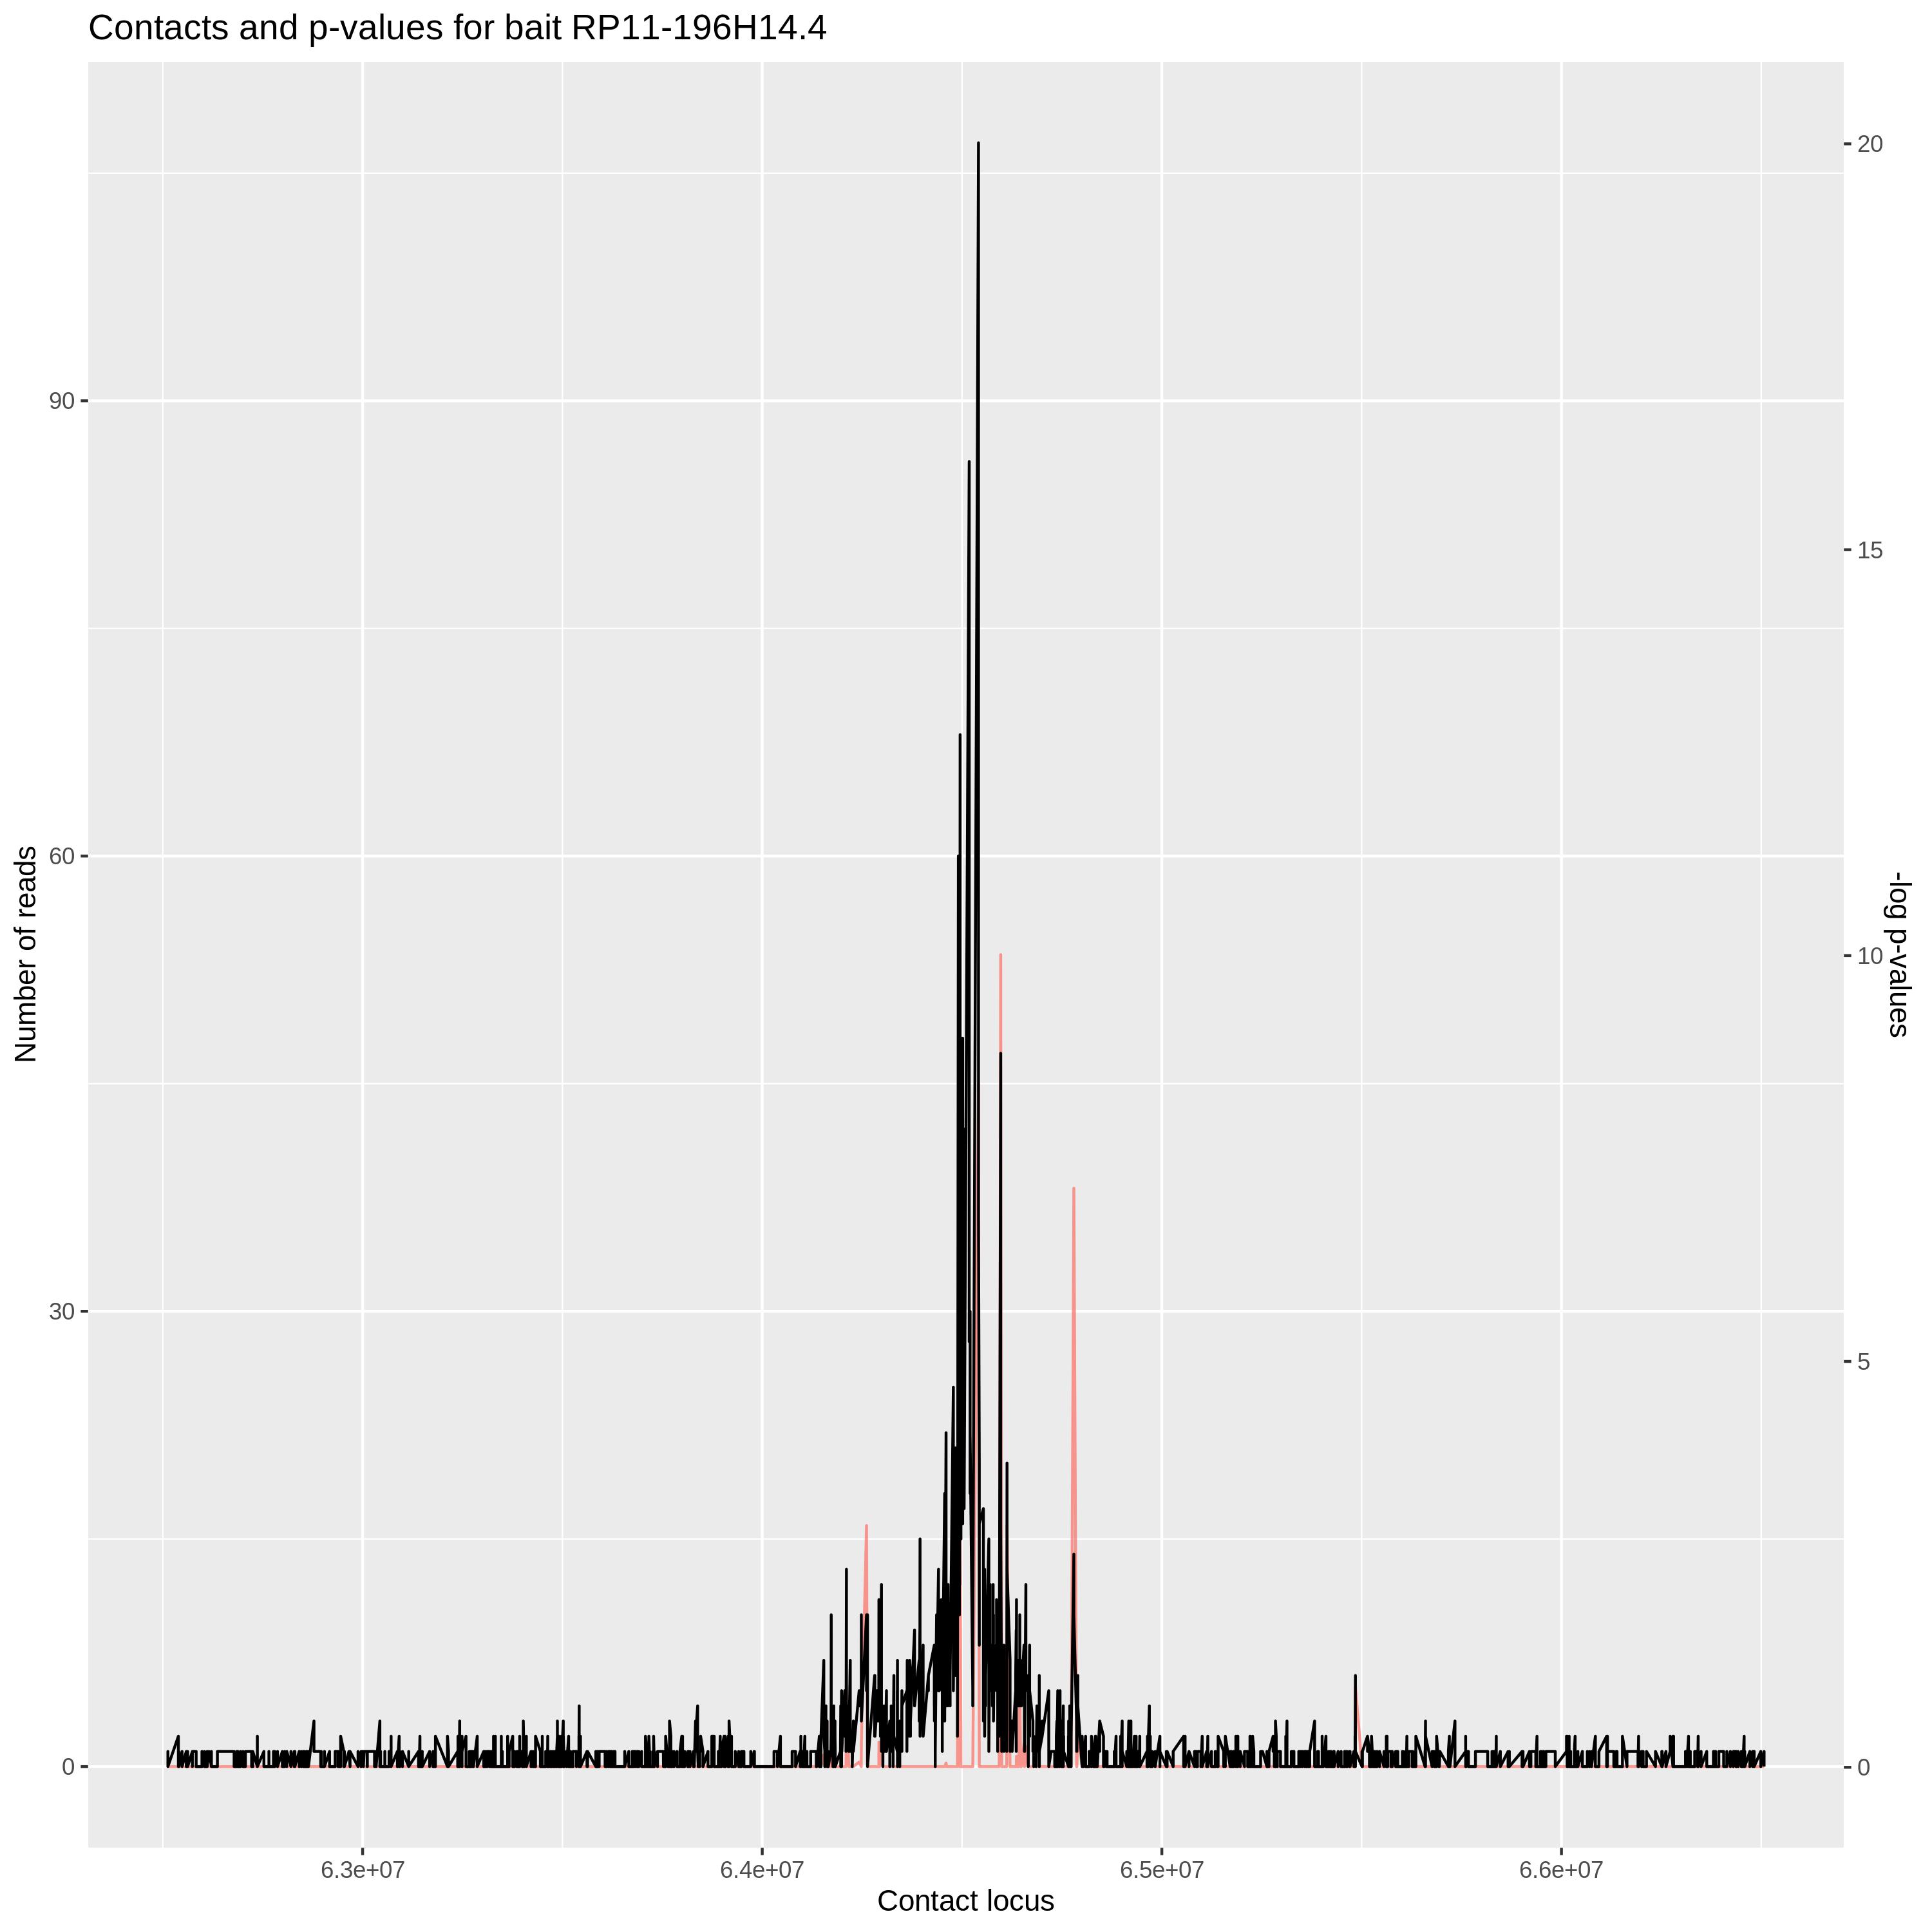 Contacts and p-values for bait RP11-196H14.4
Number of reads
90
60
30
0
20
15
10
5
0
-log p-values
6.3e+07
6.4e+07
6.5e+07
6.6e+07
Contact locus